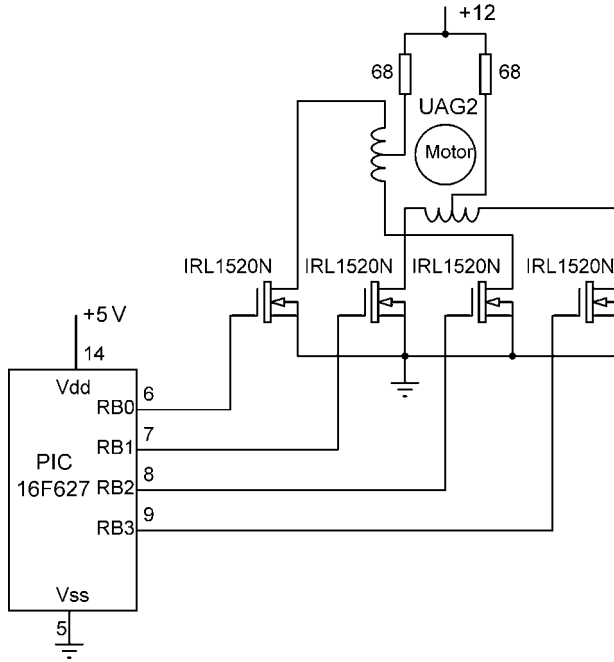 +12
68
68
UAG2
Motor
IRL1520N
IRL1520N
IRL1520N
IRL1520N
+5 V
14
Vdd
6
RB0
7
RB1
PIC
8
16F627
RB2
9
RB3
Vss
5